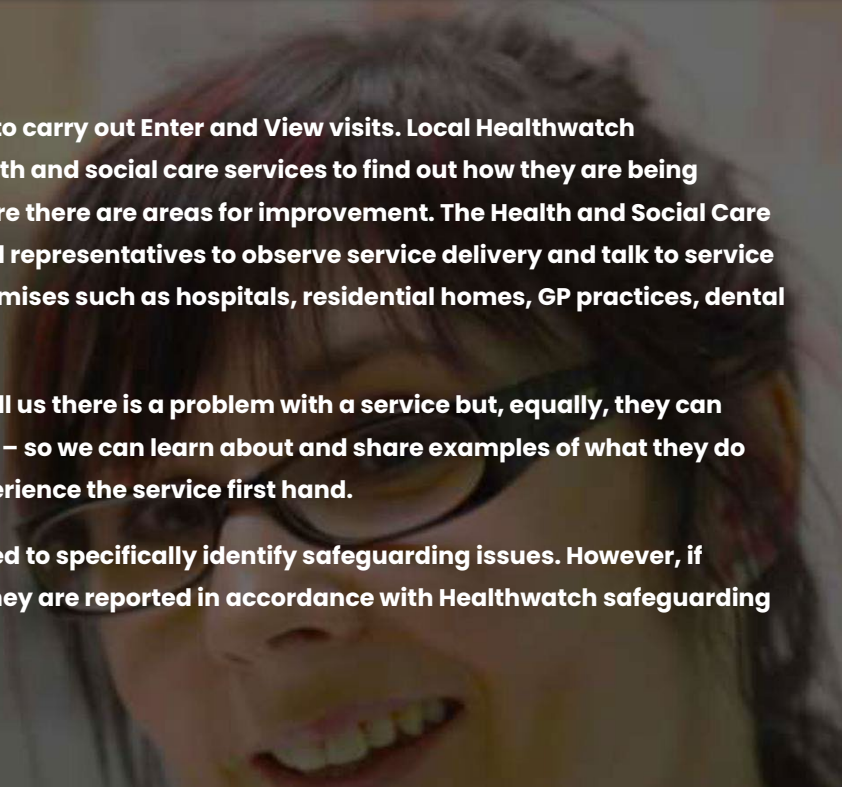 to carry out Enter and View visits. Local Healthwatch
th and social care services to find out how they are being
re there are areas for improvement. The Health and Social Care
l representatives to observe service delivery and talk to service
mises such as hospitals, residential homes, GP practices, dental
ll us there is a problem with a service but, equally, they can
– so we can learn about and share examples of what they do
erience the service first hand.
ed to specifically identify safeguarding issues. However, if
hey are reported in accordance with Healthwatch safeguarding